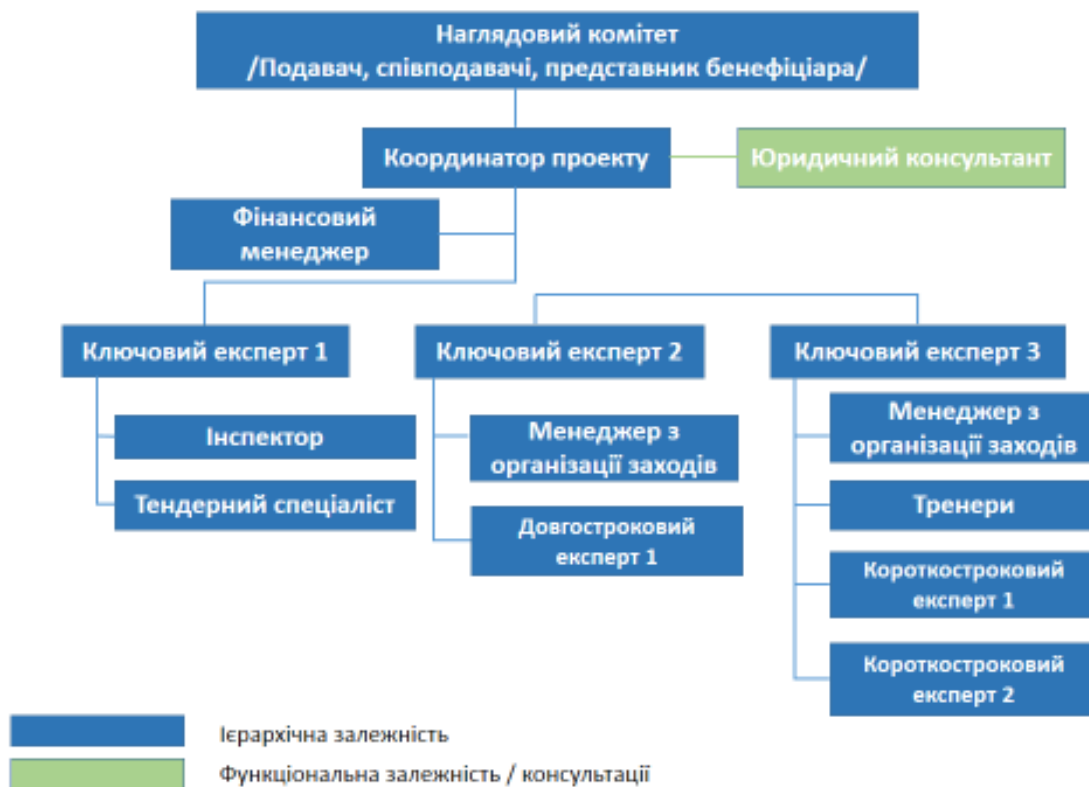 Наглядовий комітет
/Подавач, співподавачі, представник бенефіціара/
Координатор проекту
Юридичний консультант
Фінансовий
менеджер
Ключовий експерт 1
Інспектор
Тендерний спеціаліст
Ключовий експерт 2
Менеджер з
організації заходів
Довгостроковий
експерт 1
Ключовий експерт 3
Менеджер з
організації заходів
Тренери
Короткостроковий
експерт 1
Короткостроковий
експерт 2
Ієрархічна залежність
Функціональна залежність / консультації